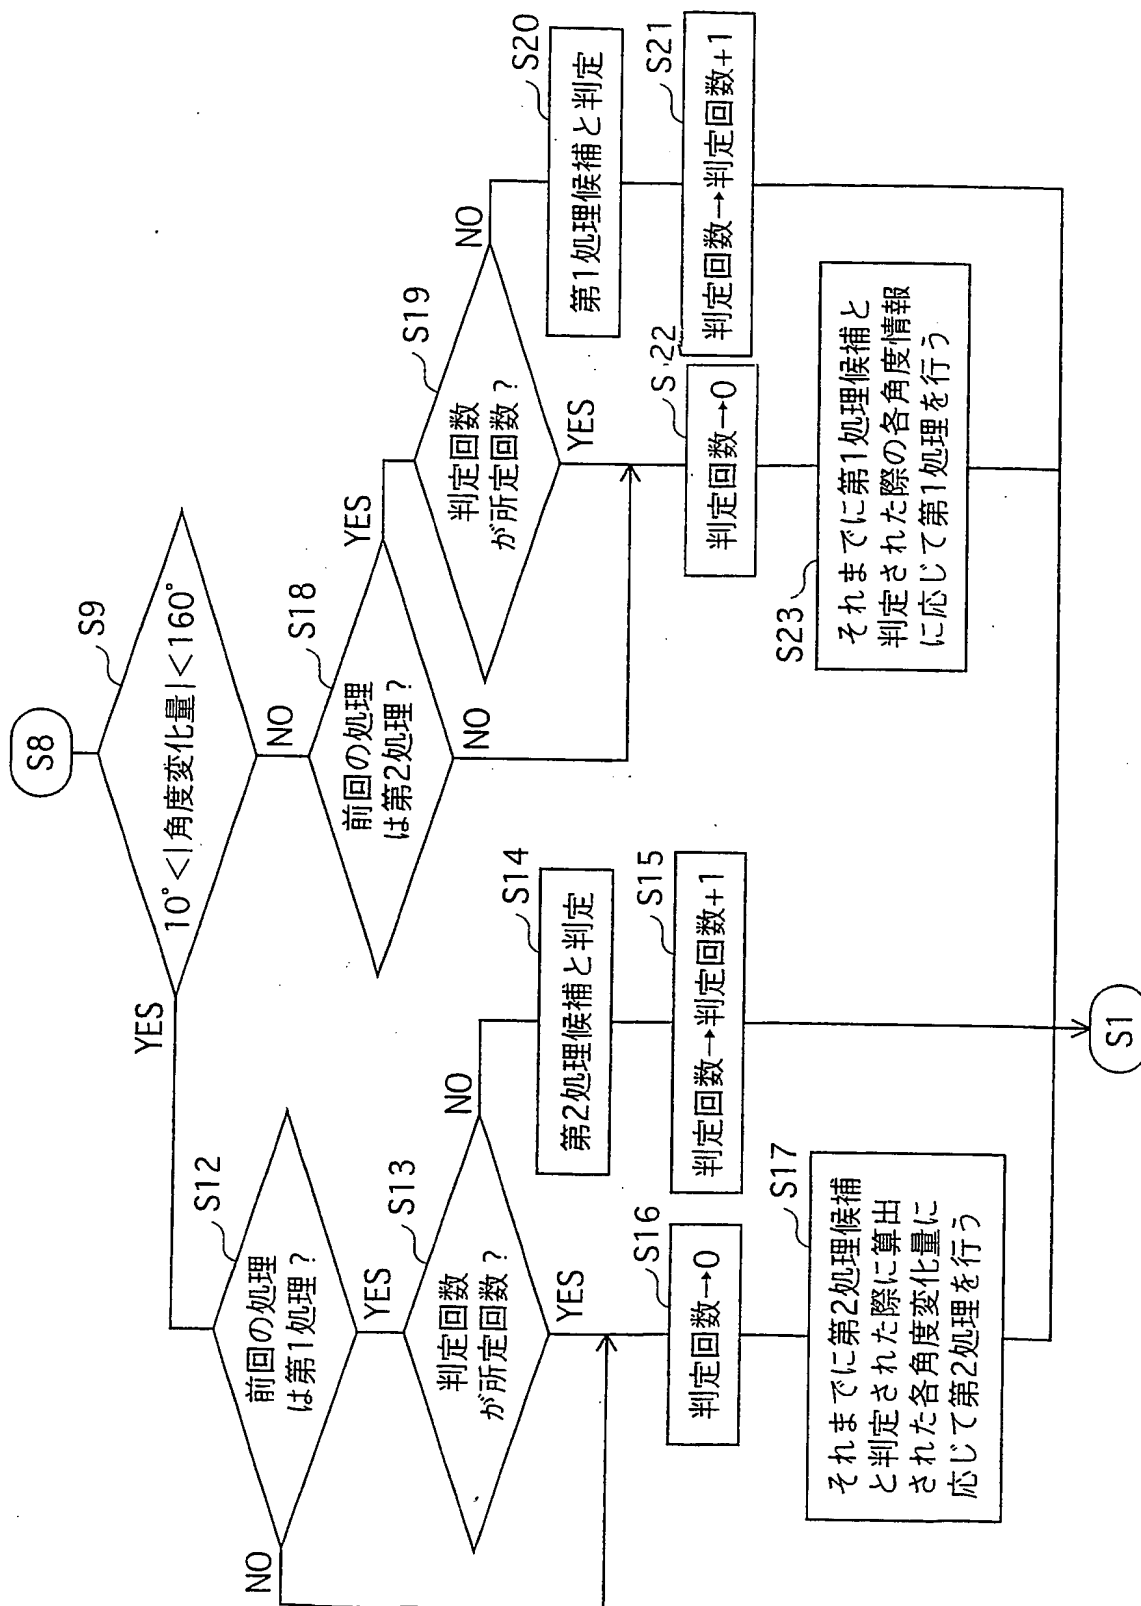 S8
S9
10°<|角度変化量|<160°
YES
NO
S12
前回の処理
は第1処理?
NO
YES
S13
判定回数
が所定回数?
NO
YES
S14
第2処理候補と判定
S15
判定回数→判定回数+1
S16
判定回数→0
S17
それまでに第2処理候補
と判定された際に算出
された各角度変化量に
応じて第2処理を行う
S18
前回の処理
は第2処理?
YES
NO
S19
判定回数
が所定回数?
NO
YES
S20
第1処理候補と判定
S21
判定回数→判定回数+1
S22
判定回数→0
S23
それまでに第1処理候補と
判定された際の各角度情報
に応じて第1処理を行う
S1